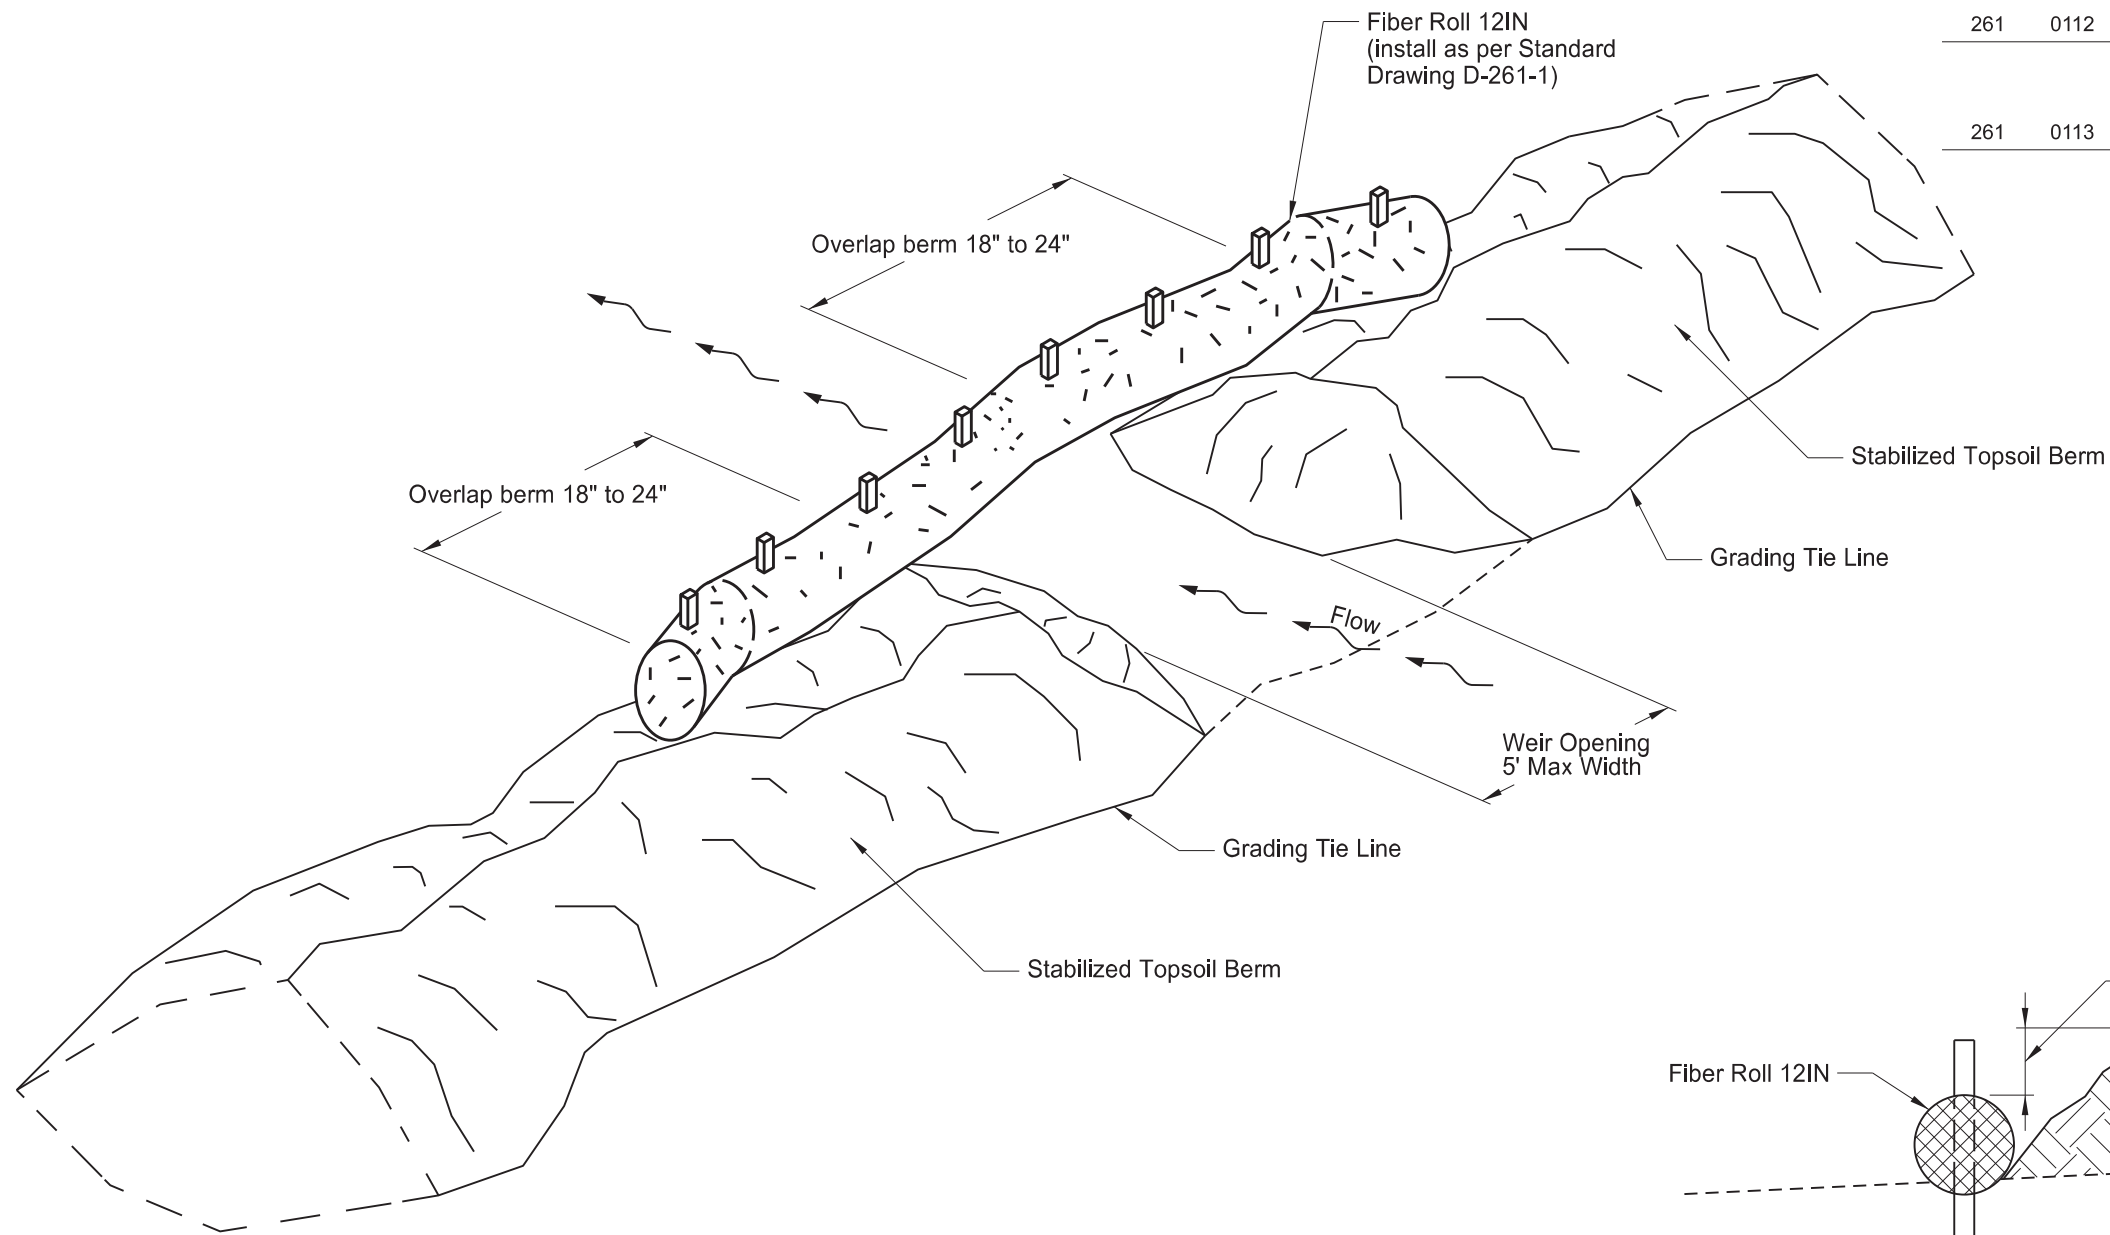 Fiber Roll 12IN
(install as per Standard
Drawing D-261-1)
261 0112
261 0113
Overlap berm 18" to 24"
Overlap berm 18" to 24"
Stabilized Topsoil Berm
Grading Tie Line
Flow
Weir Opening
5' Max Width
Grading Tie Line
Stabilized Topsoil Berm
Fiber Roll 12IN